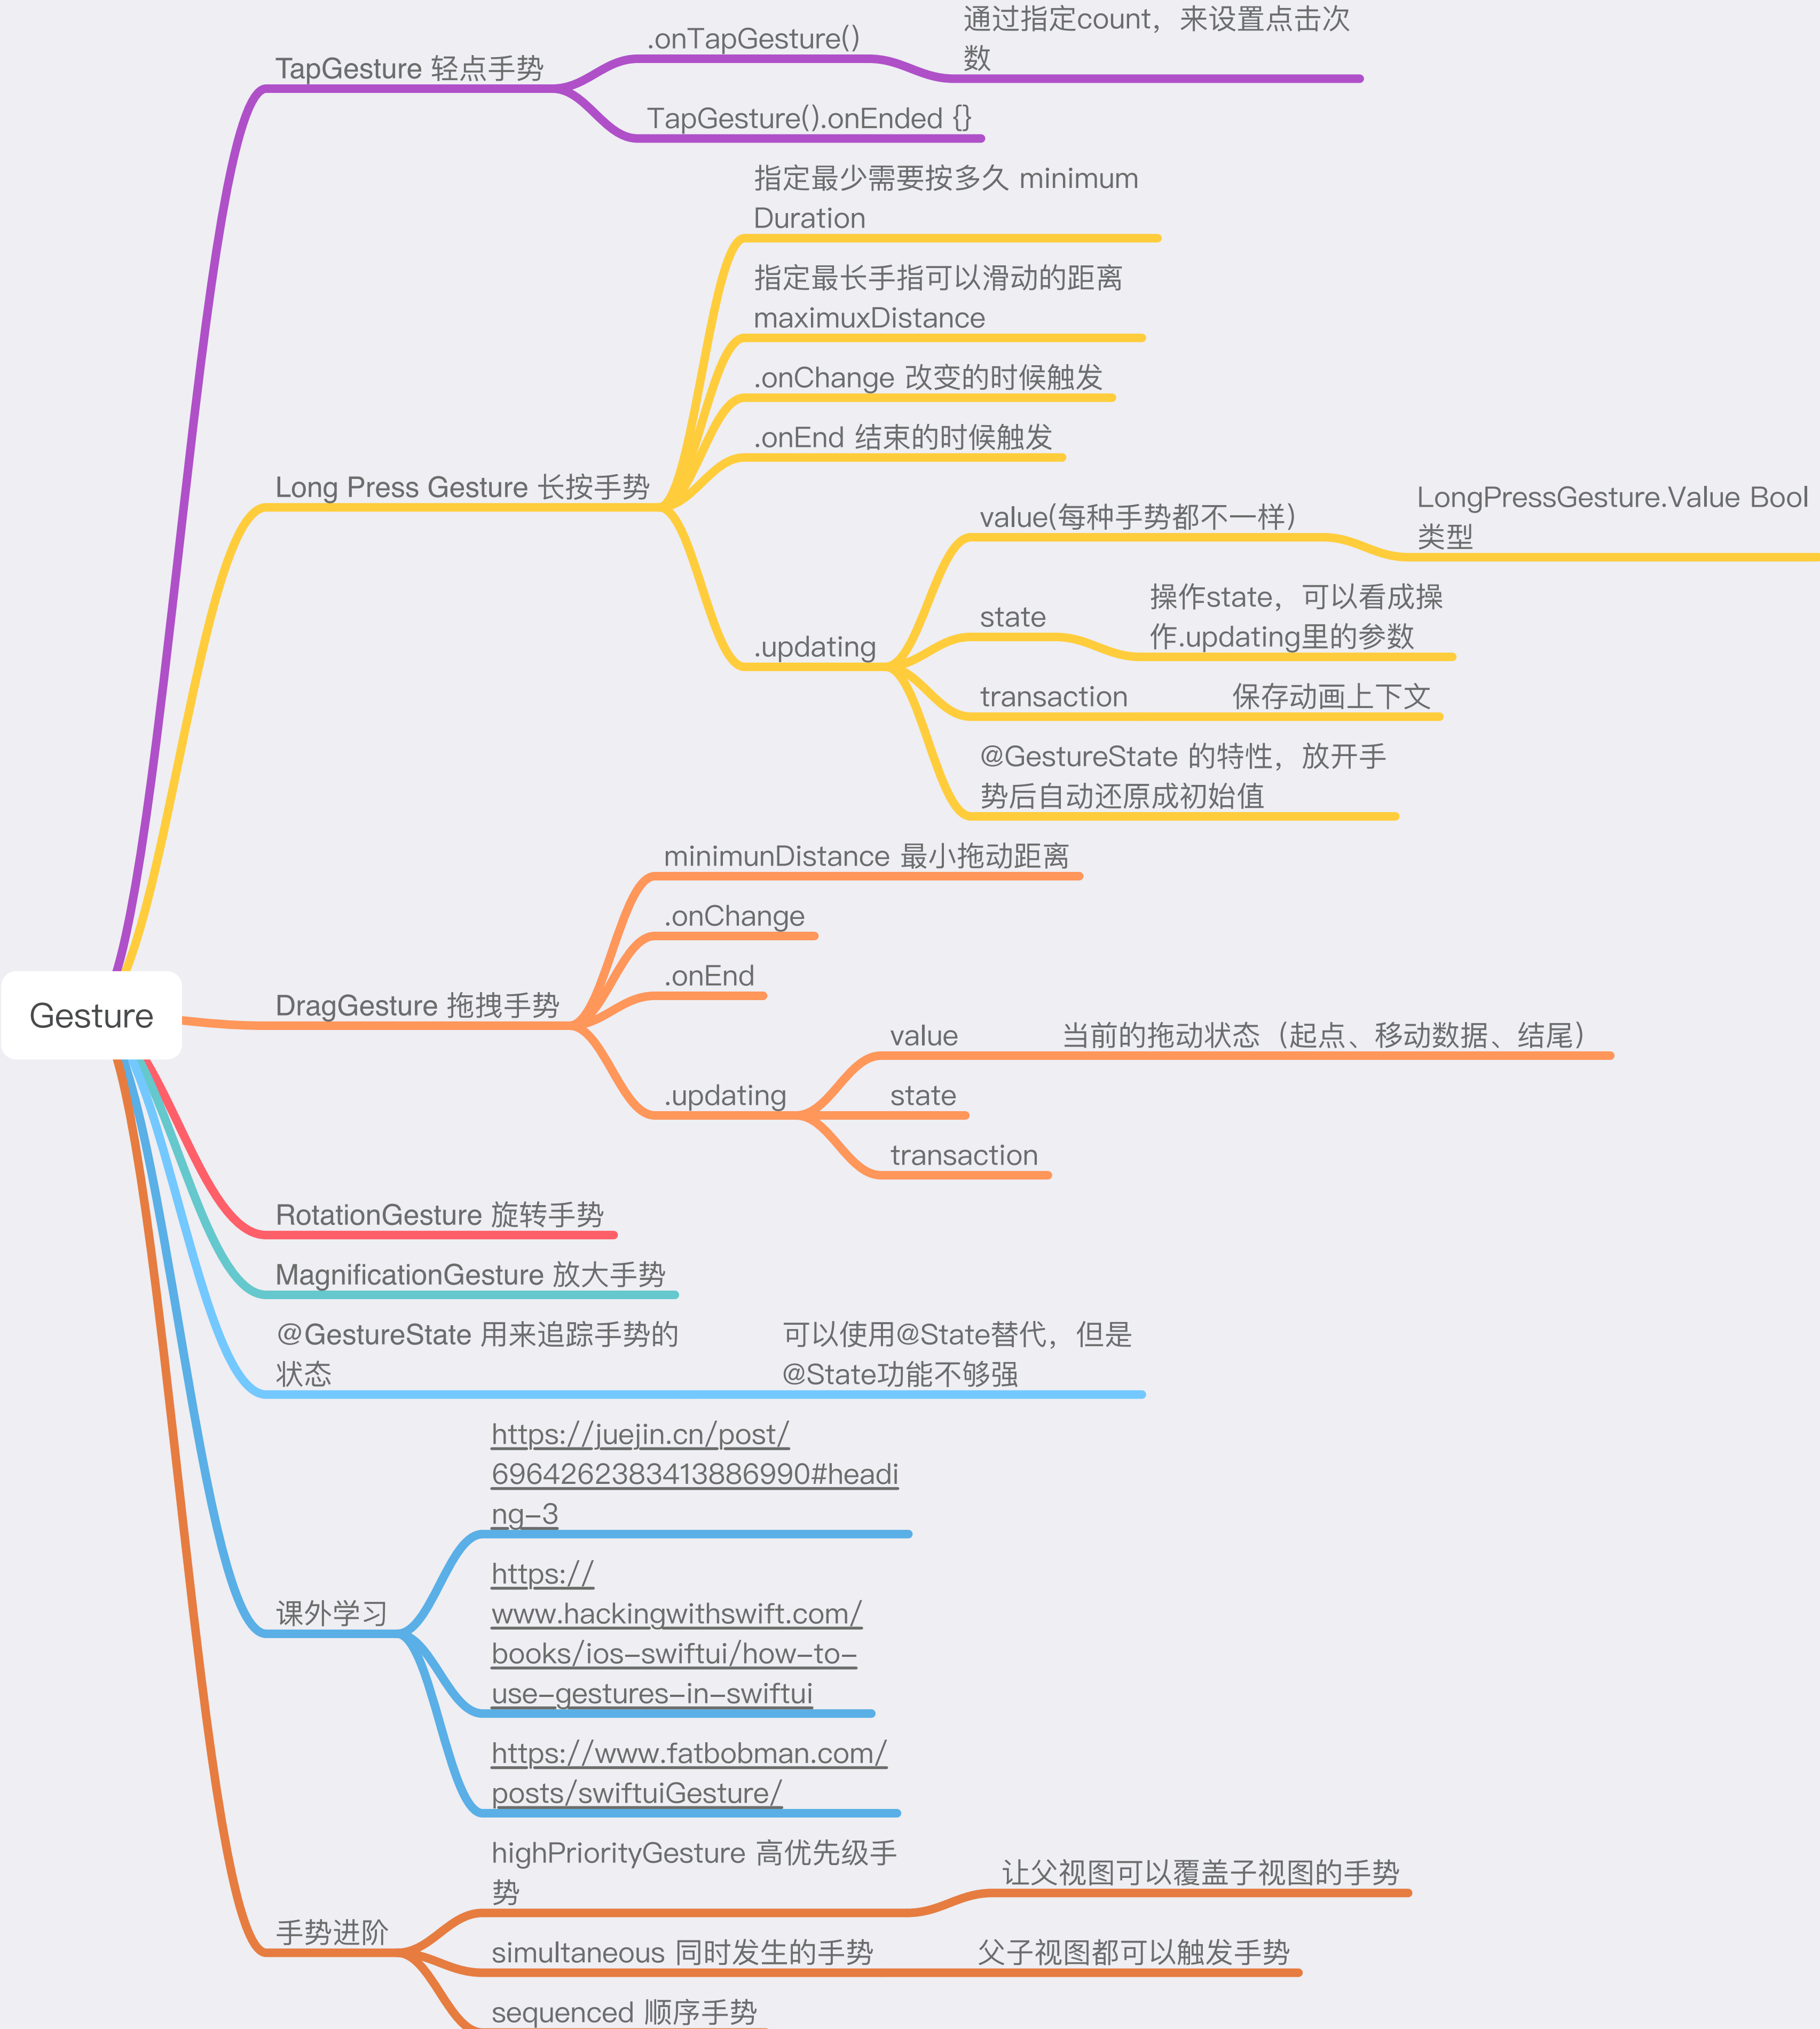 Gesture
TapGesture 轻点手势
.onTapGesture()
通过指定count，来设置点击次
数
TapGesture().onEnded {}
Long Press Gesture 长按手势
指定最少需要按多久 minimum
Duration
指定最长手指可以滑动的距离
maximuxDistance
.onChange 改变的时候触发
.onEnd 结束的时候触发
.updating
value(每种手势都不一样）
LongPressGesture.Value Bool
类型
state
操作state，可以看成操
作.updating里的参数
transaction
保存动画上下文
@GestureState 的特性，放开手
势后自动还原成初始值
DragGesture 拖拽手势
minimunDistance 最小拖动距离
.onChange
.onEnd
.updating
value
当前的拖动状态（起点、移动数据、结尾）
state
transaction
RotationGesture 旋转手势
MagnificationGesture 放大手势
@GestureState 用来追踪手势的
状态
可以使用@State替代，但是
@State功能不够强
课外学习
https://juejin.cn/post/
6964262383413886990#headi
ng-3
https://
www.hackingwithswift.com/
books/ios-swiftui/how-to-
use-gestures-in-swiftui
https://www.fatbobman.com/
posts/swiftuiGesture/
手势进阶
highPriorityGesture 高优先级手
势
让父视图可以覆盖子视图的手势
simultaneous 同时发生的手势
父子视图都可以触发手势
sequenced 顺序手势